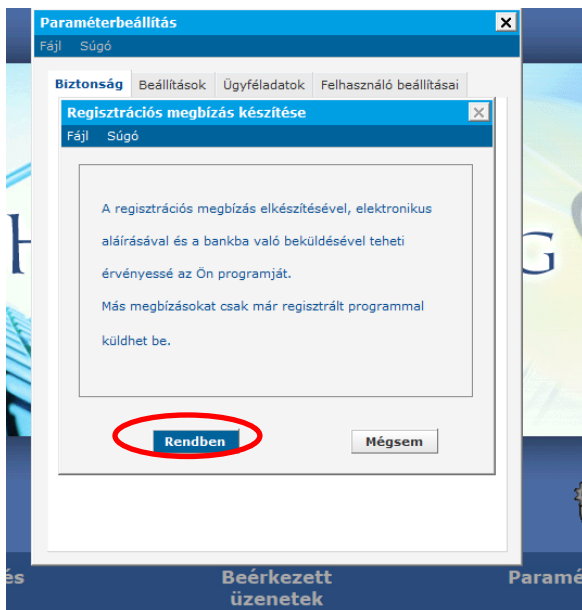 Paraméterbeállítás
Fájl Súgó
Biztonság Beállítások Ügyféladatok Felhasználó beállításai
Regisztrációs megbízás készítése
Fájl Súgó
A regisztrációs megbízás elkészítésével, elektronikus
aláírásával és a bankba való beküldésével teheti
érvényessé az Ön programját.
Más megbízásokat csak már regisztrált programmal
küldhet be.
Rendben Mégsem
H G
és Beérkezett Paramé
üzenetek